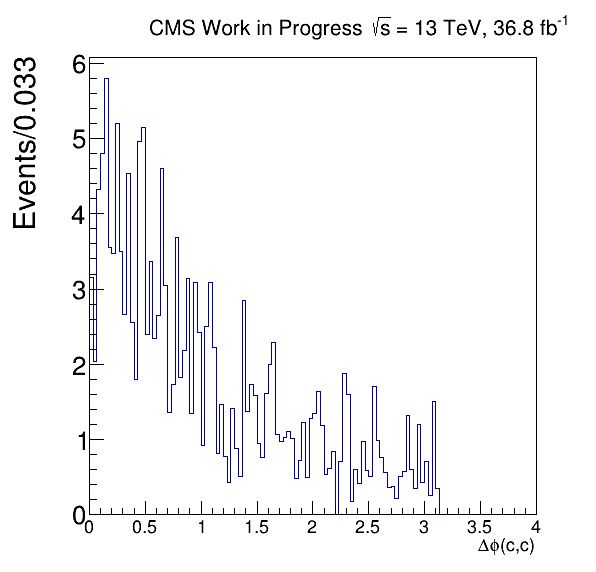 CMS Work in Progress √s = 13 TeV, 36.8 fb⁻¹
Events/0.033
6
5
4
3
2
1
0
0 0.5 1 1.5 2 2.5 3 3.5 4
Δϕ(c,c)